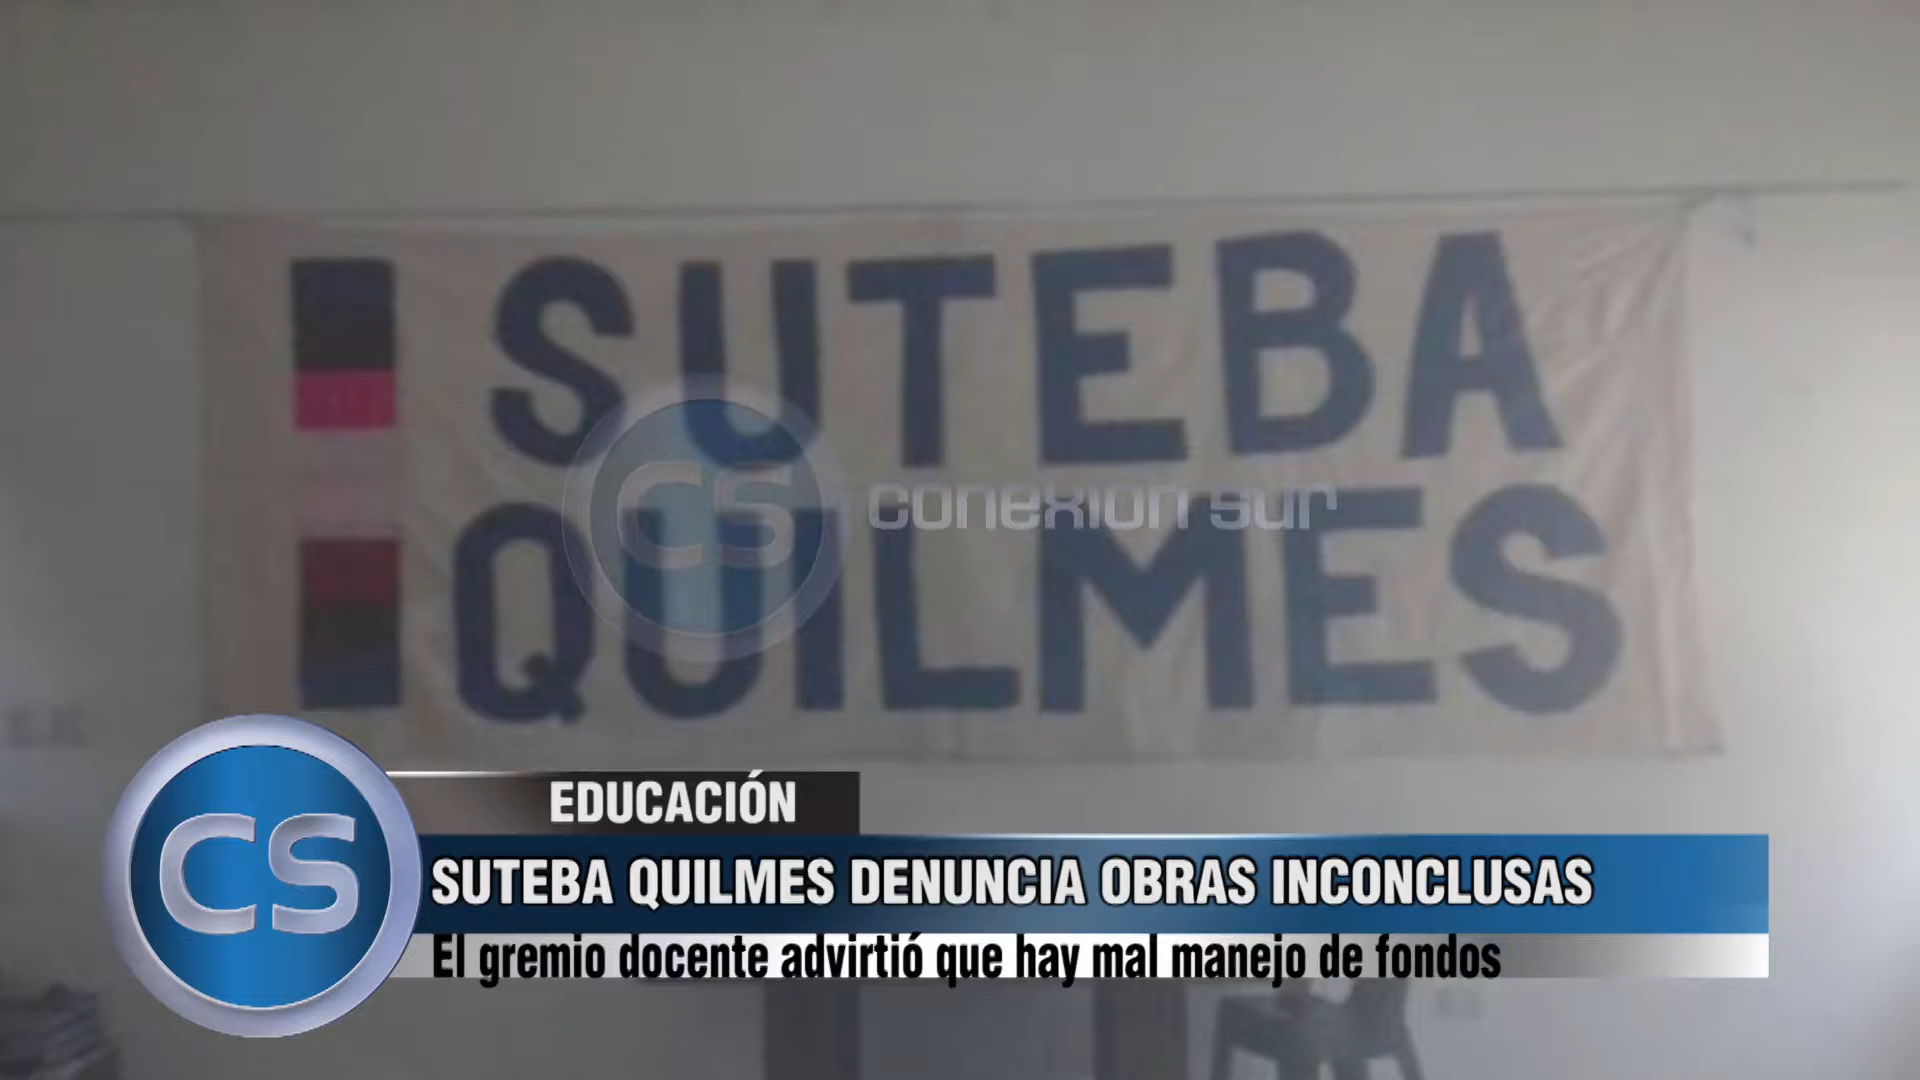 SUTEBA
QUILMES
CS conexion sur
EDUCACIÓN
CS
SUTEBA QUILMES DENUNCIA OBRAS INCONCLUSAS
El gremio docente advirtió que hay mal manejo de fondos